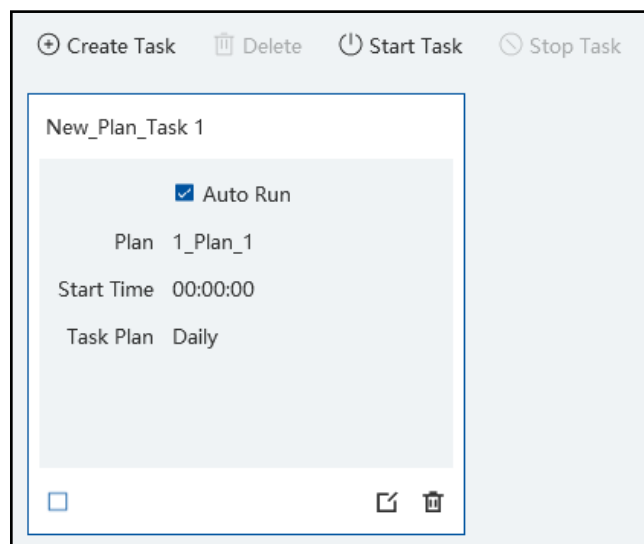 Create Task Delete Start Task Stop Task
New_Plan_Task 1
Auto Run
Plan 1_Plan_1
Start Time 00:00:00
Task Plan Daily